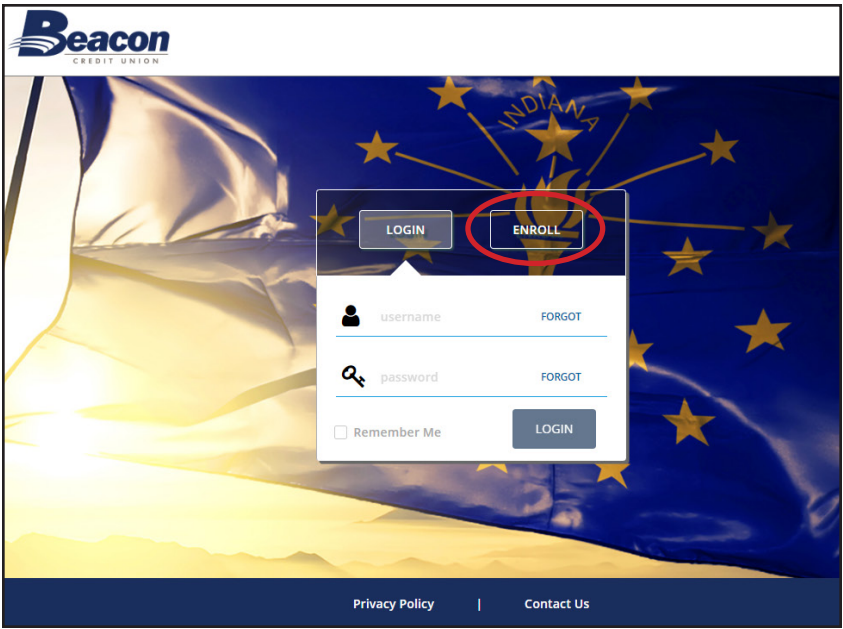 Beacon
CREDIT UNION
INDIANA
LOGIN
ENROLL
username
FORGOT
password
FORGOT
Remember Me
LOGIN
Privacy Policy | Contact Us